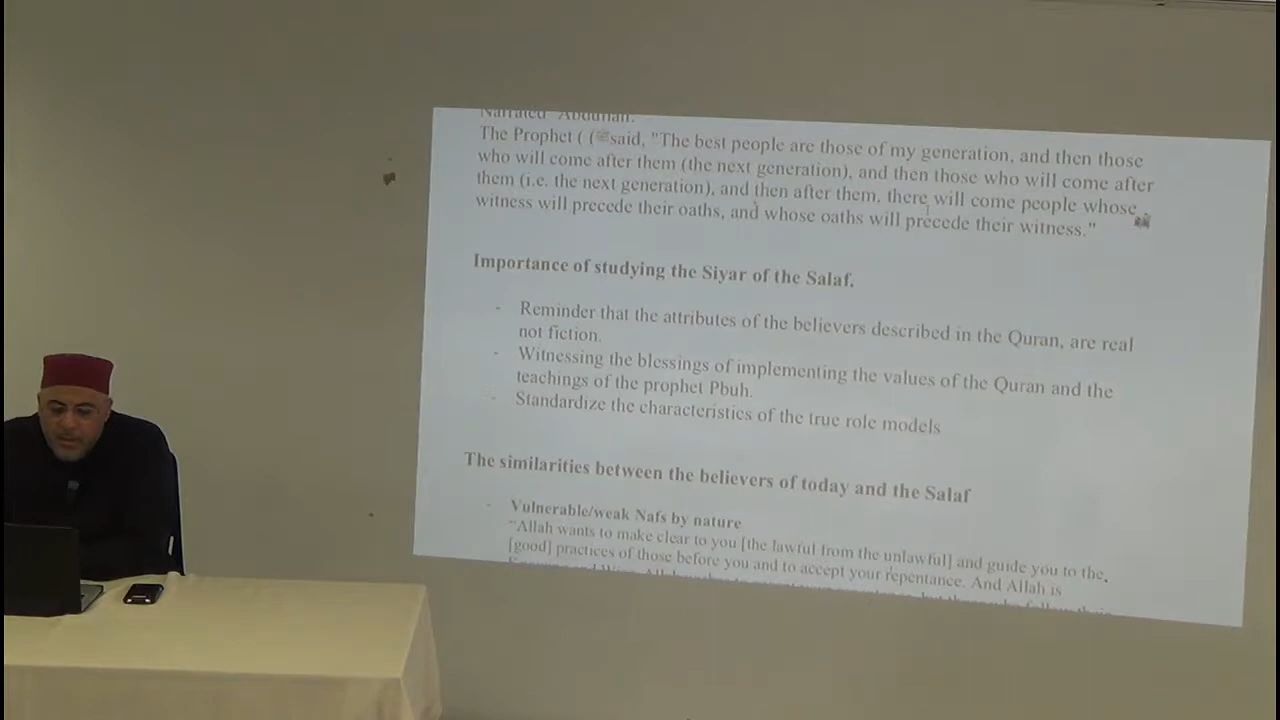 Narrated Abdullah:
The Prophet ( (ﷺsaid, "The best people are those of my generation, and then those
who will come after them (the next generation), and then those who will come after
them (i.e. the next generation), and then after them, there will come people whose
witness will precede their oaths, and whose oaths will precede their witness."
Importance of studying the Siyar of the Salaf.
- Reminder that the attributes of the believers described in the Quran, are real
not fiction.
- Witnessing the blessings of implementing the values of the Quran and the
teachings of the prophet Pbuh.
- Standardize the characteristics of the true role models
The similarities between the believers of today and the Salaf
- Vulnerable/weak Nafs by nature
"Allah wants to make clear to you [the lawful from the unlawful] and guide you to the
[good] practices of those before you and to accept your repentance. And Allah is